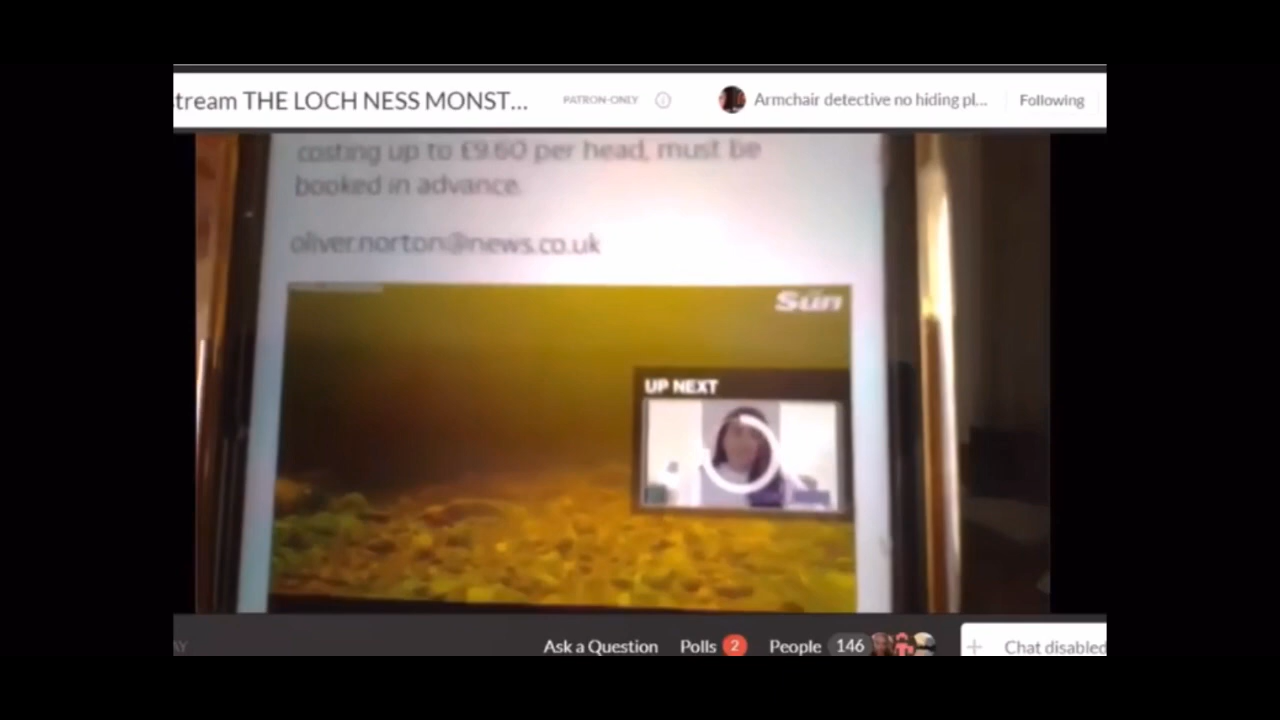 tream THE LOCH NESS MONST...
PATRON-ONLY
Armchair detective no hiding pl...
Following
costing up to £9.60 per head, must be
booked in advance.
oliver.norton@news.co.uk
Sun
UP NEXT
Ask a Question
Polls
2
People
146
Chat disabled